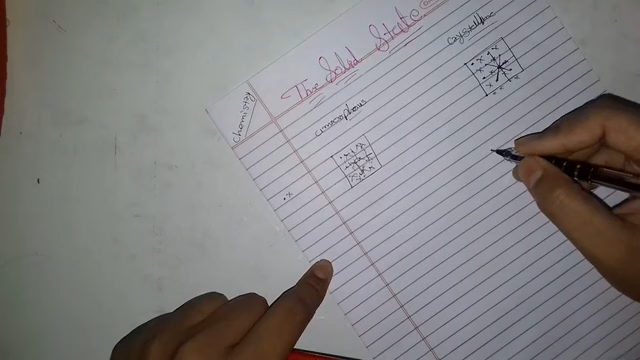 Chemistry
The Solid State
Crystalline
amorphous